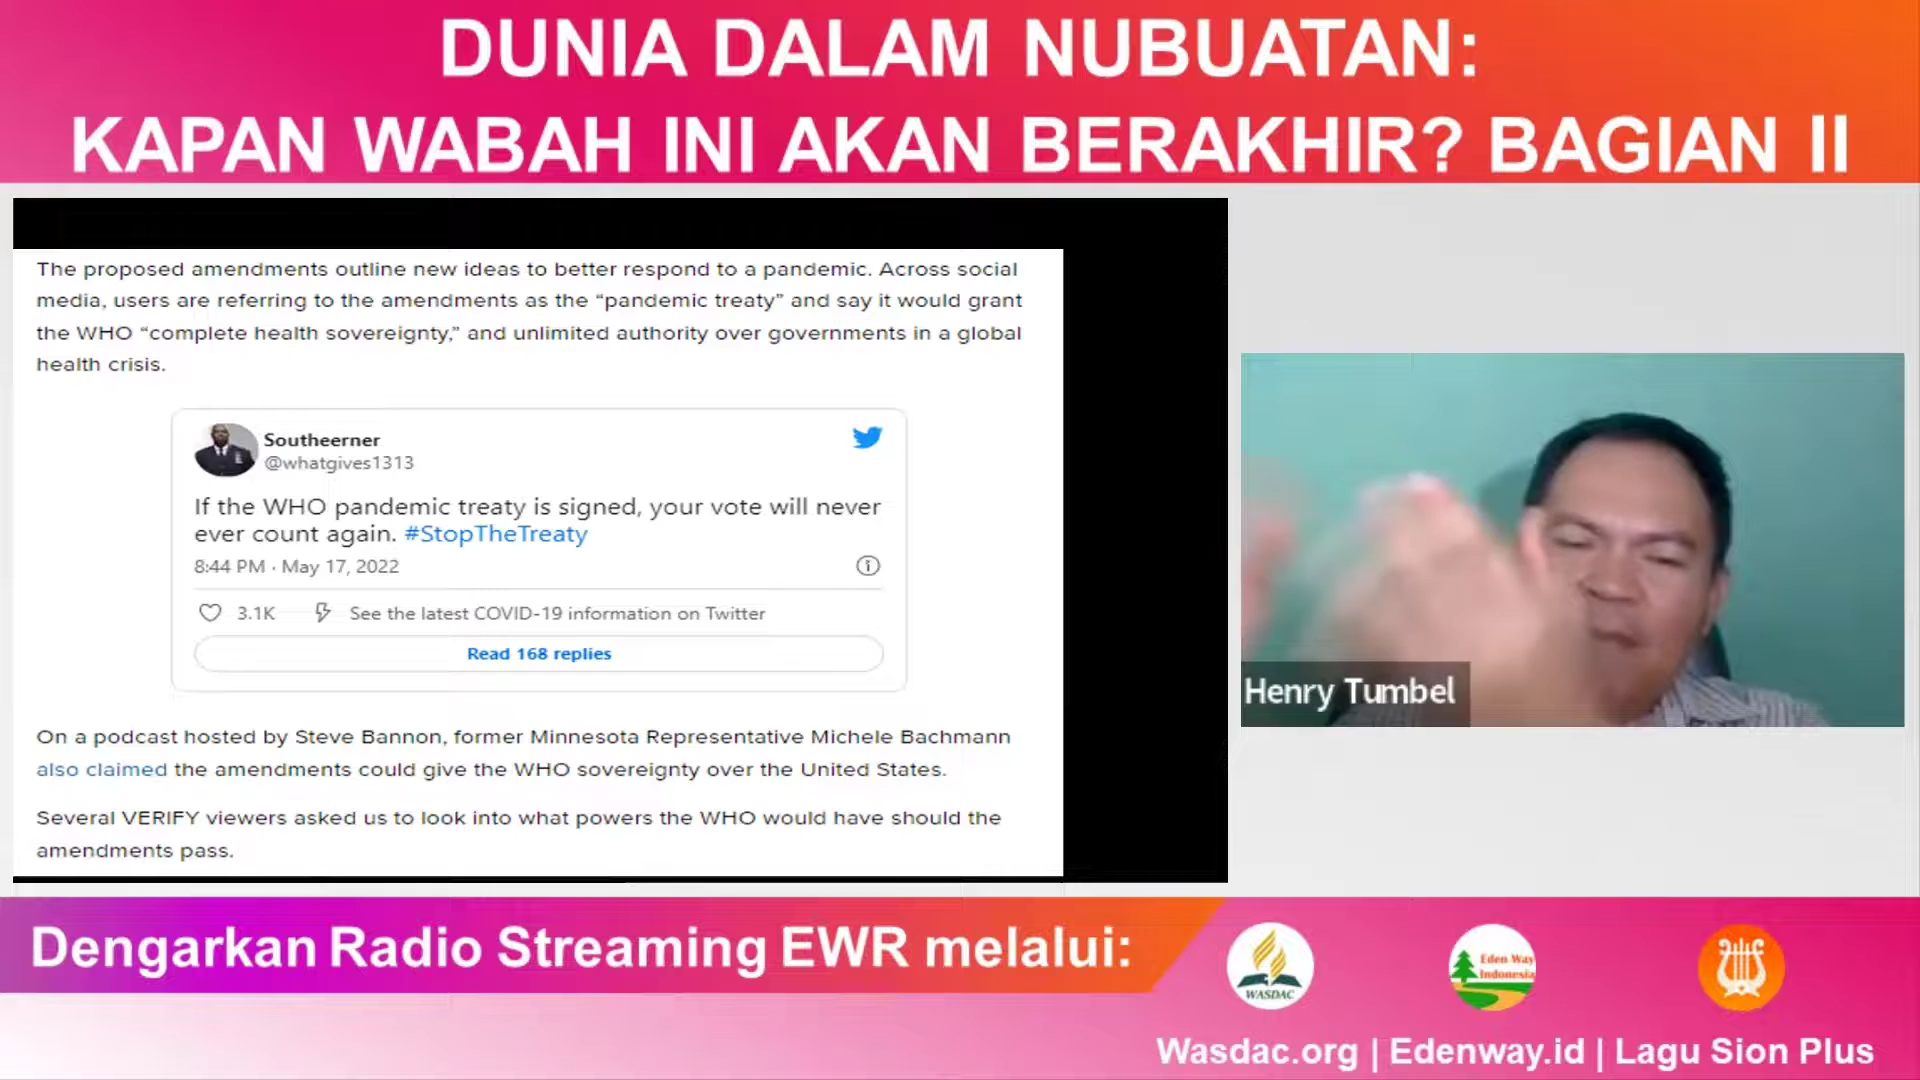 DUNIA DALAM NUBUATAN:
KAPAN WABAH INI AKAN BERAKHIR? BAGIAN II
The proposed amendments outline new ideas to better respond to a pandemic. Across social
media, users are referring to the amendments as the “pandemic treaty” and say it would grant
the WHO “complete health sovereignty,” and unlimited authority over governments in a global
health crisis.
Southeerner
@whatgives1313
If the WHO pandemic treaty is signed, your vote will never
ever count again. #StopTheTreaty
8:44 PM · May 17, 2022
3.1K See the latest COVID-19 information on Twitter
Read 168 replies
On a podcast hosted by Steve Bannon, former Minnesota Representative Michele Bachmann
also claimed the amendments could give the WHO sovereignty over the United States.
Several VERIFY viewers asked us to look into what powers the WHO would have should the
amendments pass.
Henry Tumbel
Dengarkan Radio Streaming EWR melalui:
WASDAC
Eden Way
Indonesia
Wasdac.org | Edenway.id | Lagu Sion Plus